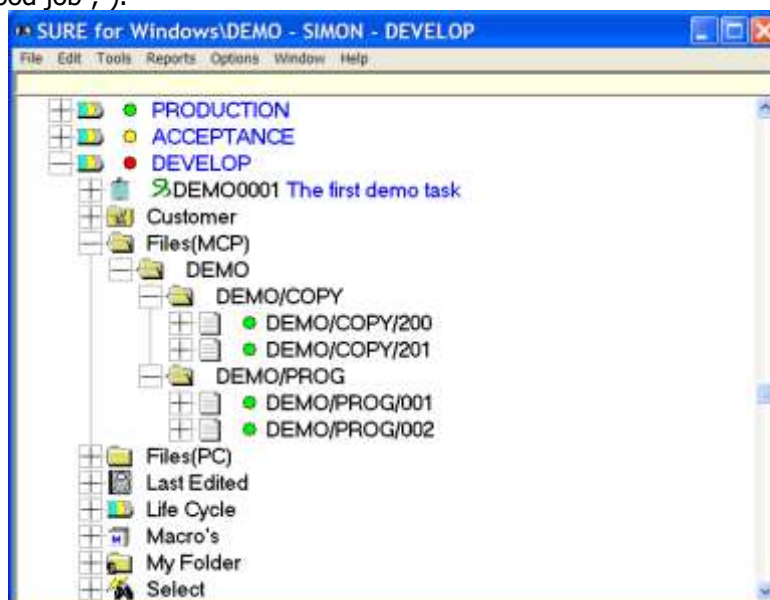 ood job ; ).
SURE for Windows\DEMO - SIMON - DEVELOP
File Edit Tools Reports Options Window Help
PRODUCTION
ACCEPTANCE
DEVELOP
DEMO0001 The first demo task
Customer
Files(MCP)
DEMO
DEMO/COPY
DEMO/COPY/200
DEMO/COPY/201
DEMO/PROG
DEMO/PROG/001
DEMO/PROG/002
Files(PC)
Last Edited
Life Cycle
Macro's
My Folder
Select